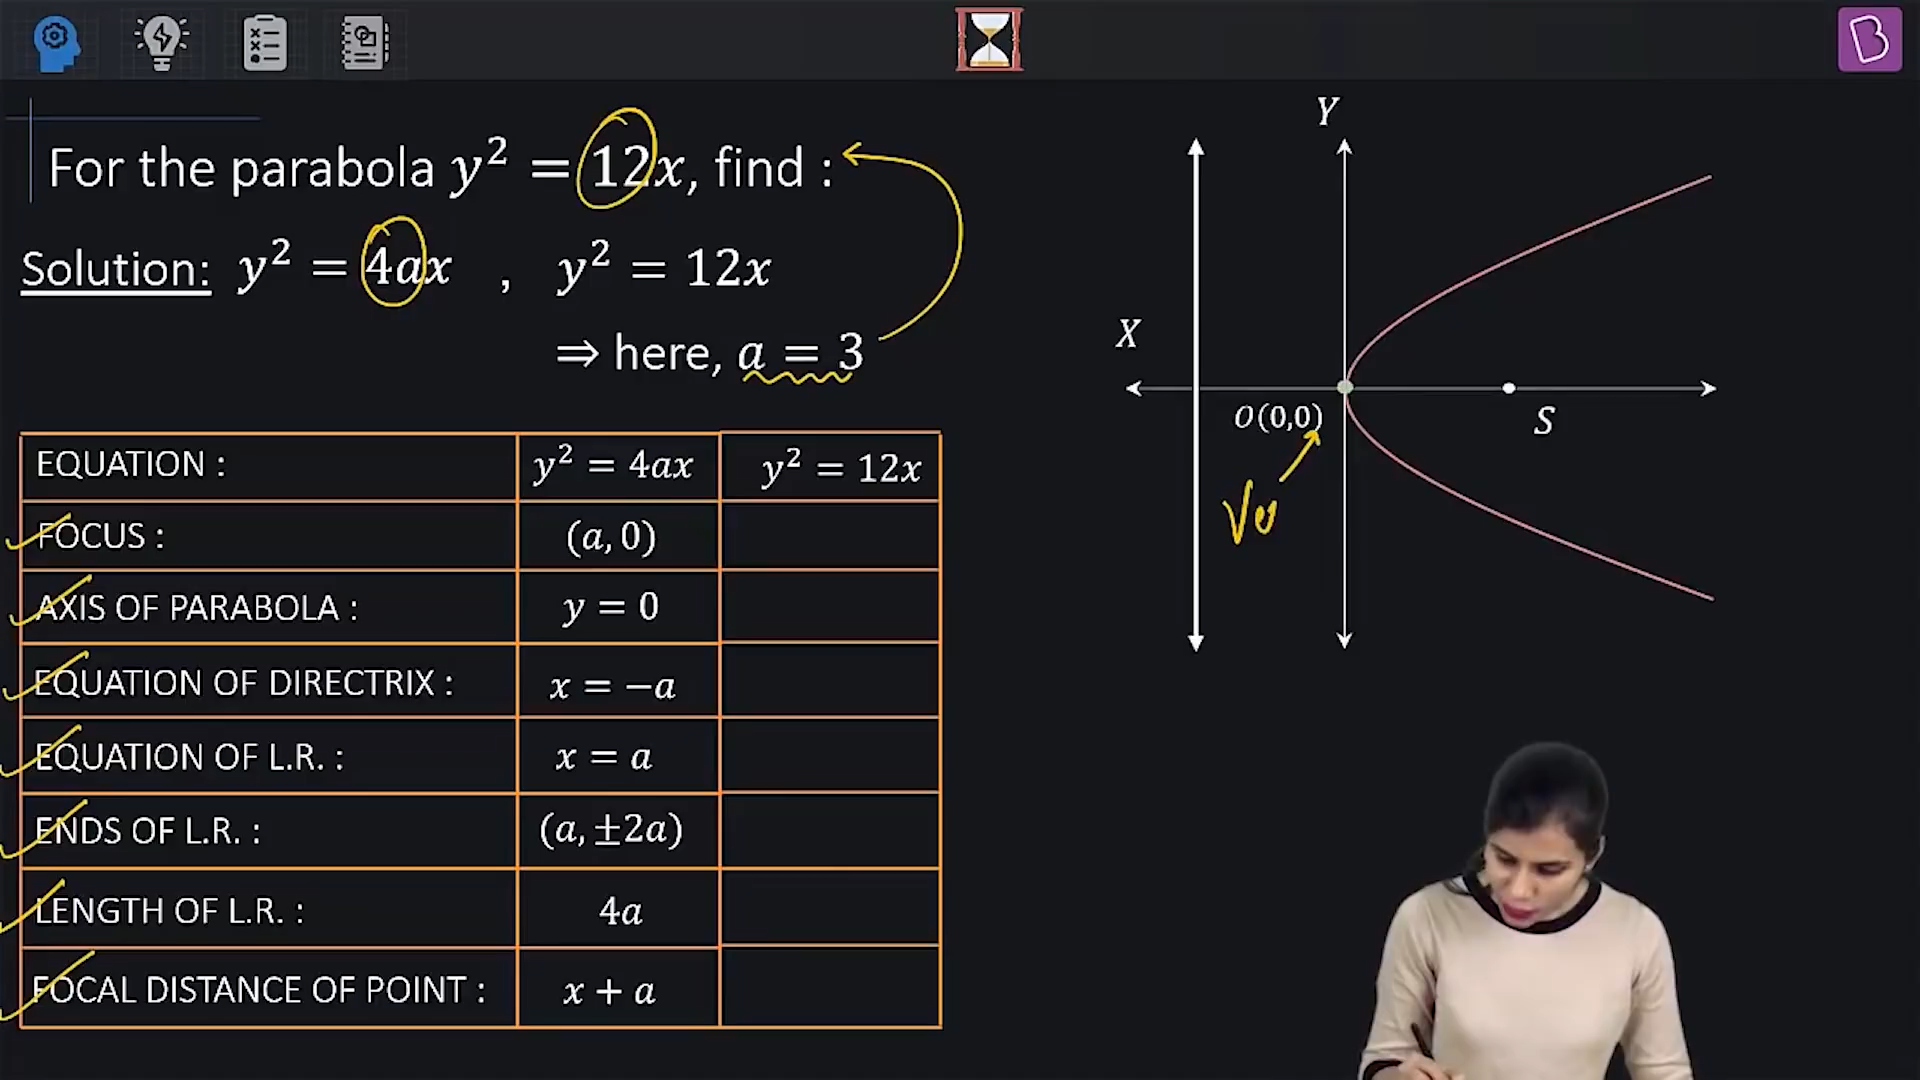 For the parabola y² = 12x, find :
Solution: y² = 4ax , y² = 12x
⇒ here, a = 3
EQUATION : y² = 4ax y² = 12x
FOCUS : (a, 0)
AXIS OF PARABOLA : y = 0
EQUATION OF DIRECTRIX : x = −a
EQUATION OF L.R. : x = a
ENDS OF L.R. : (a, ±2a)
LENGTH OF L.R. : 4a
FOCAL DISTANCE OF POINT : x + a
Y
X
O(0,0)
S
Ve
B